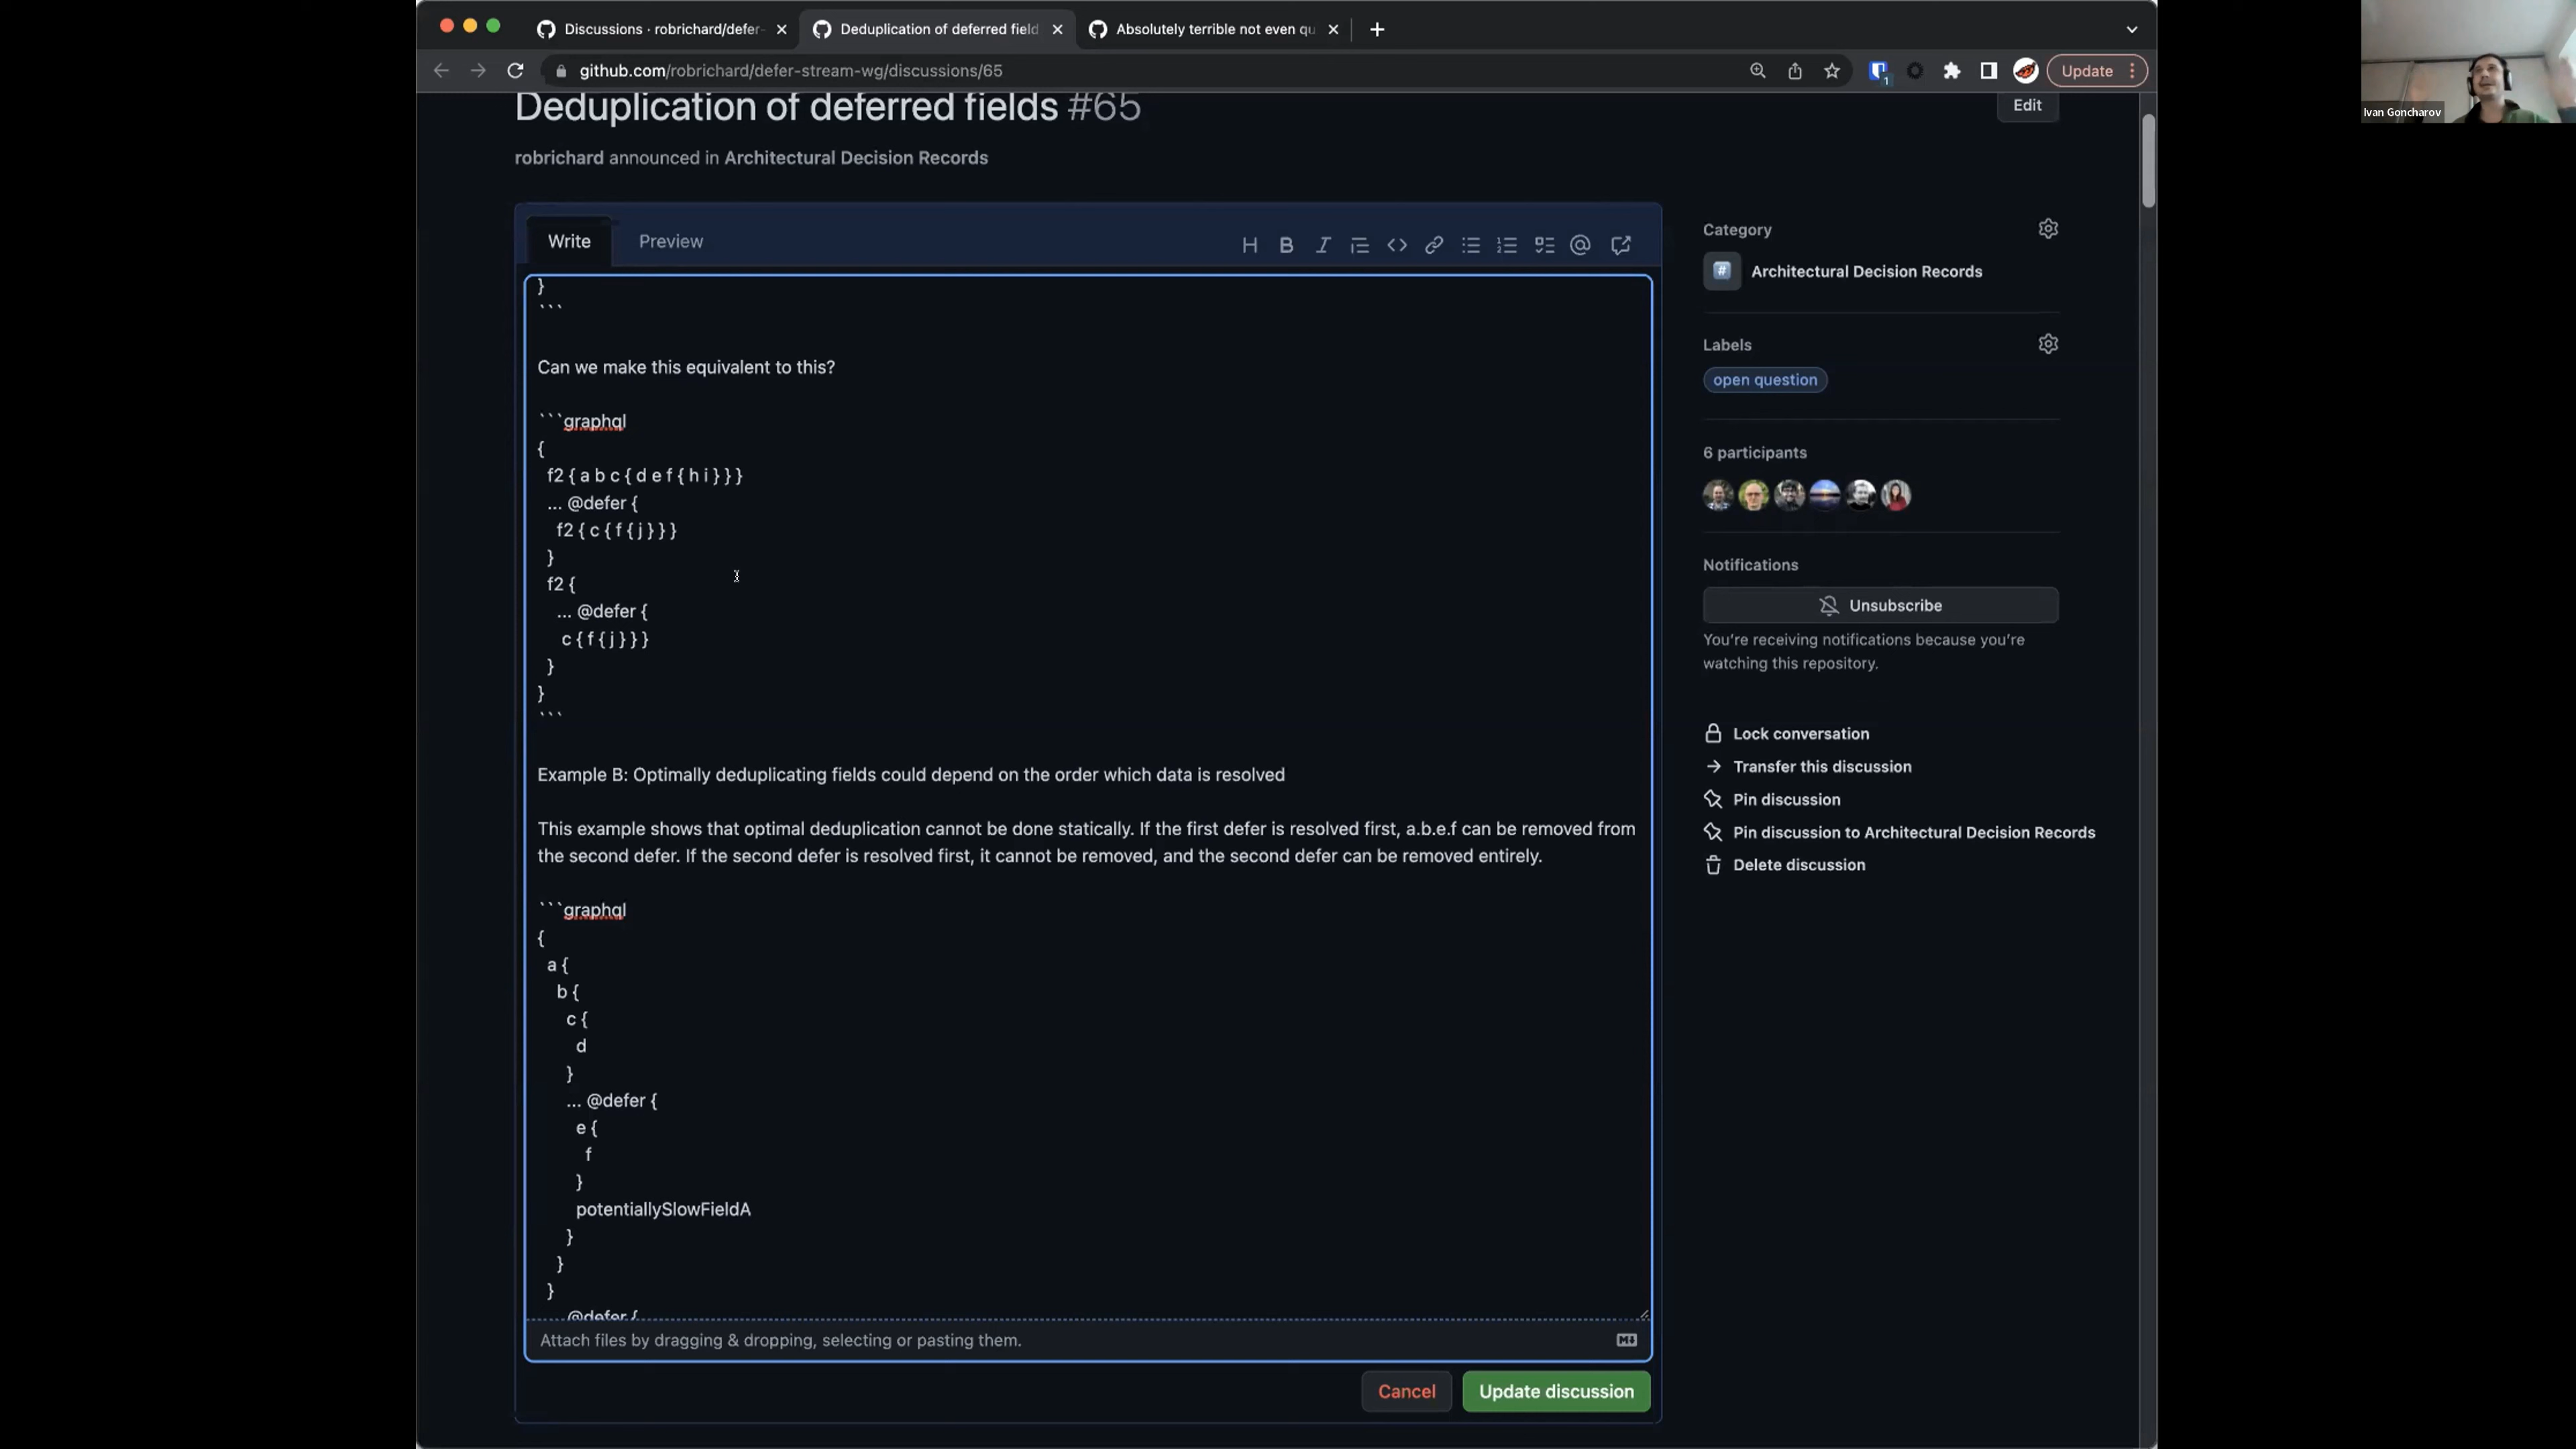 Discussions · robrichard/defer-
Deduplication of deferred field
Absolutely terrible not even qu
github.com/robrichard/defer-stream-wg/discussions/65
1
Update
Ivan Goncharov
Deduplication of deferred fields #65
Edit
robrichard announced in Architectural Decision Records
Write
Preview
}
```
Can we make this equivalent to this?
```graphql
{
f2 { a b c { d e f { h i } } }
... @defer {
f2 { c { f { j } } }
}
f2 {
... @defer {
c { f { j } } }
}
}
```
Example B: Optimally deduplicating fields could depend on the order which data is resolved
This example shows that optimal deduplication cannot be done statically. If the first defer is resolved first, a.b.e.f can be removed from
the second defer. If the second defer is resolved first, it cannot be removed, and the second defer can be removed entirely.
```graphql
{
a {
b {
c {
d
}
... @defer {
e {
f
}
potentiallySlowFieldA
}
}
}
... @defer {
Attach files by dragging & dropping, selecting or pasting them.
Cancel
Update discussion
Category
Architectural Decision Records
Labels
open question
6 participants
Notifications
Unsubscribe
You're receiving notifications because you're
watching this repository.
Lock conversation
Transfer this discussion
Pin discussion
Pin discussion to Architectural Decision Records
Delete discussion